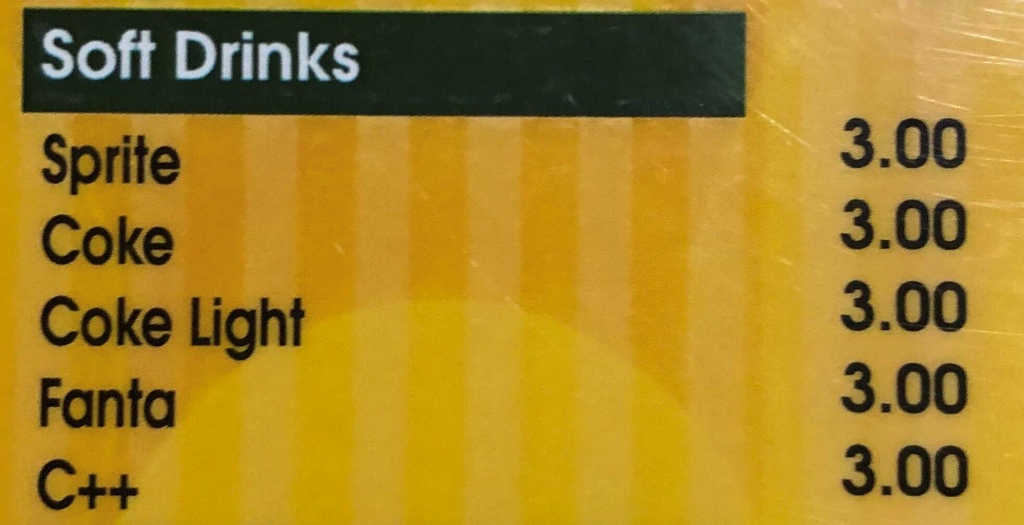 Soft Drinks
Sprite 3.00
Coke 3.00
Coke Light 3.00
Fanta 3.00
C++ 3.00